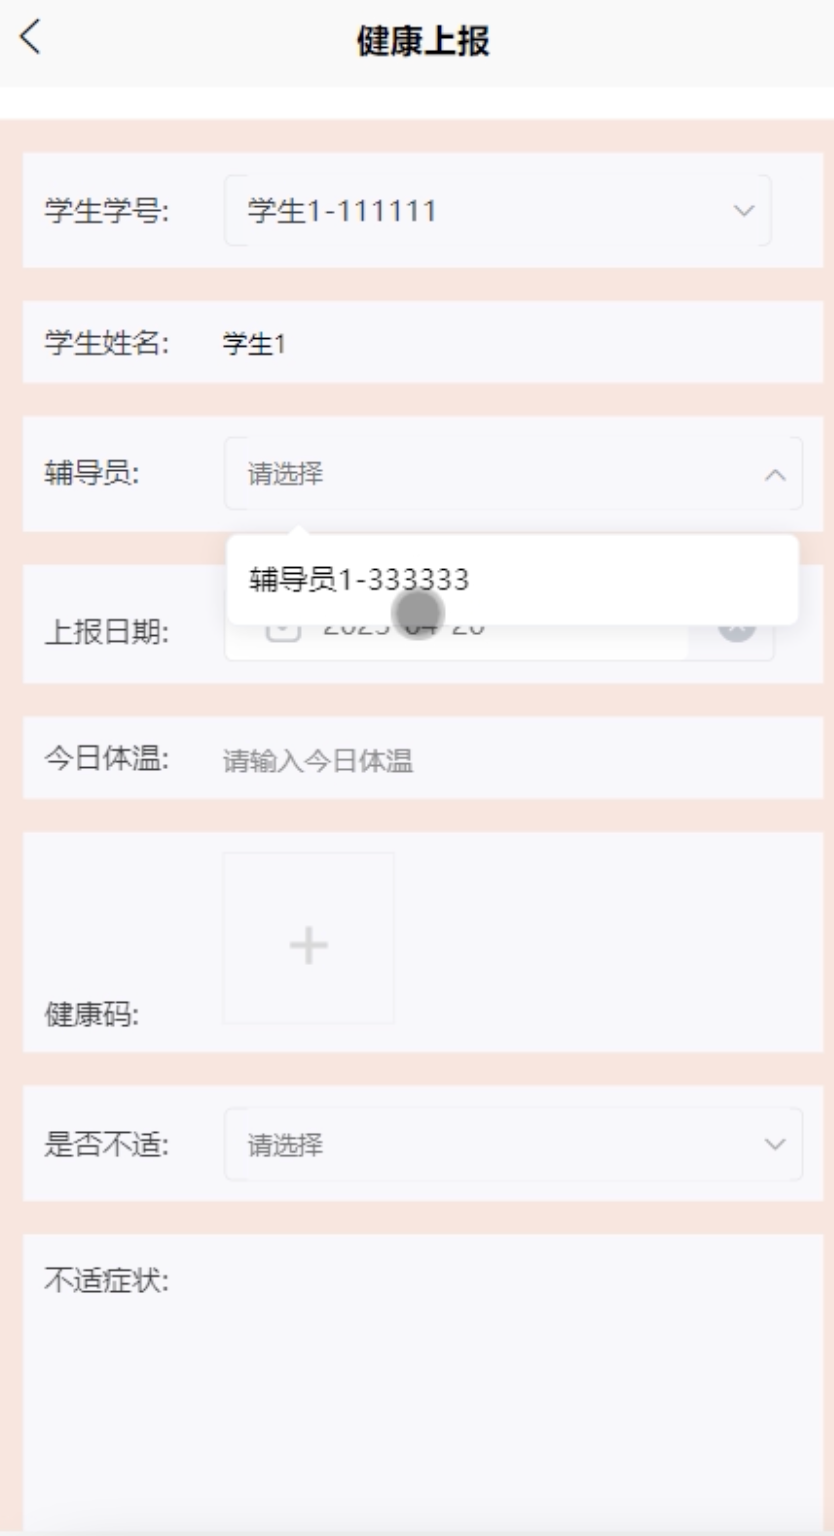 健康上报
学生学号: 学生1-111111
学生姓名: 学生1
辅导员: 请选择
辅导员1-333333
上报日期:
今日体温: 请输入今日体温
健康码:
是否不适: 请选择
不适症状: